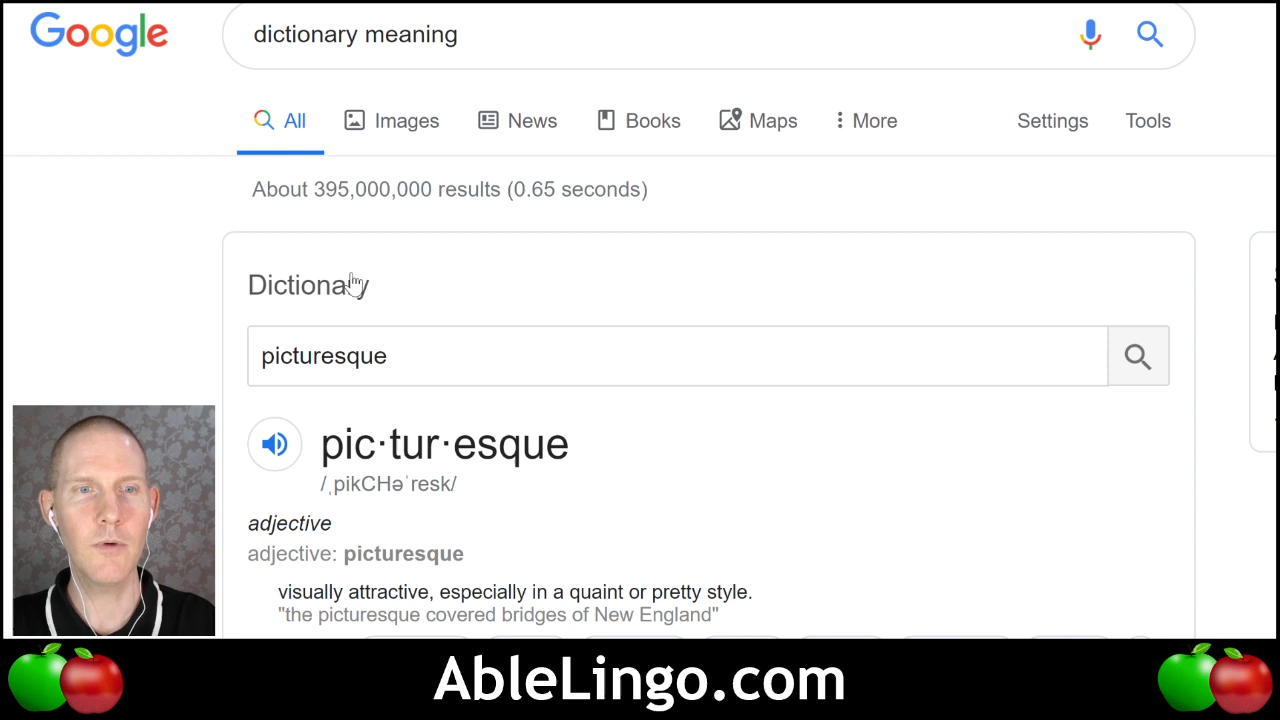 Google
dictionary meaning
All Images News Books Maps More Settings Tools
About 395,000,000 results (0.65 seconds)
Dictionary
picturesque
pic·tur·esque
/ˌpikCHəˈresk/
adjective
adjective: picturesque
visually attractive, especially in a quaint or pretty style.
"the picturesque covered bridges of New England"
AbleLingo.com